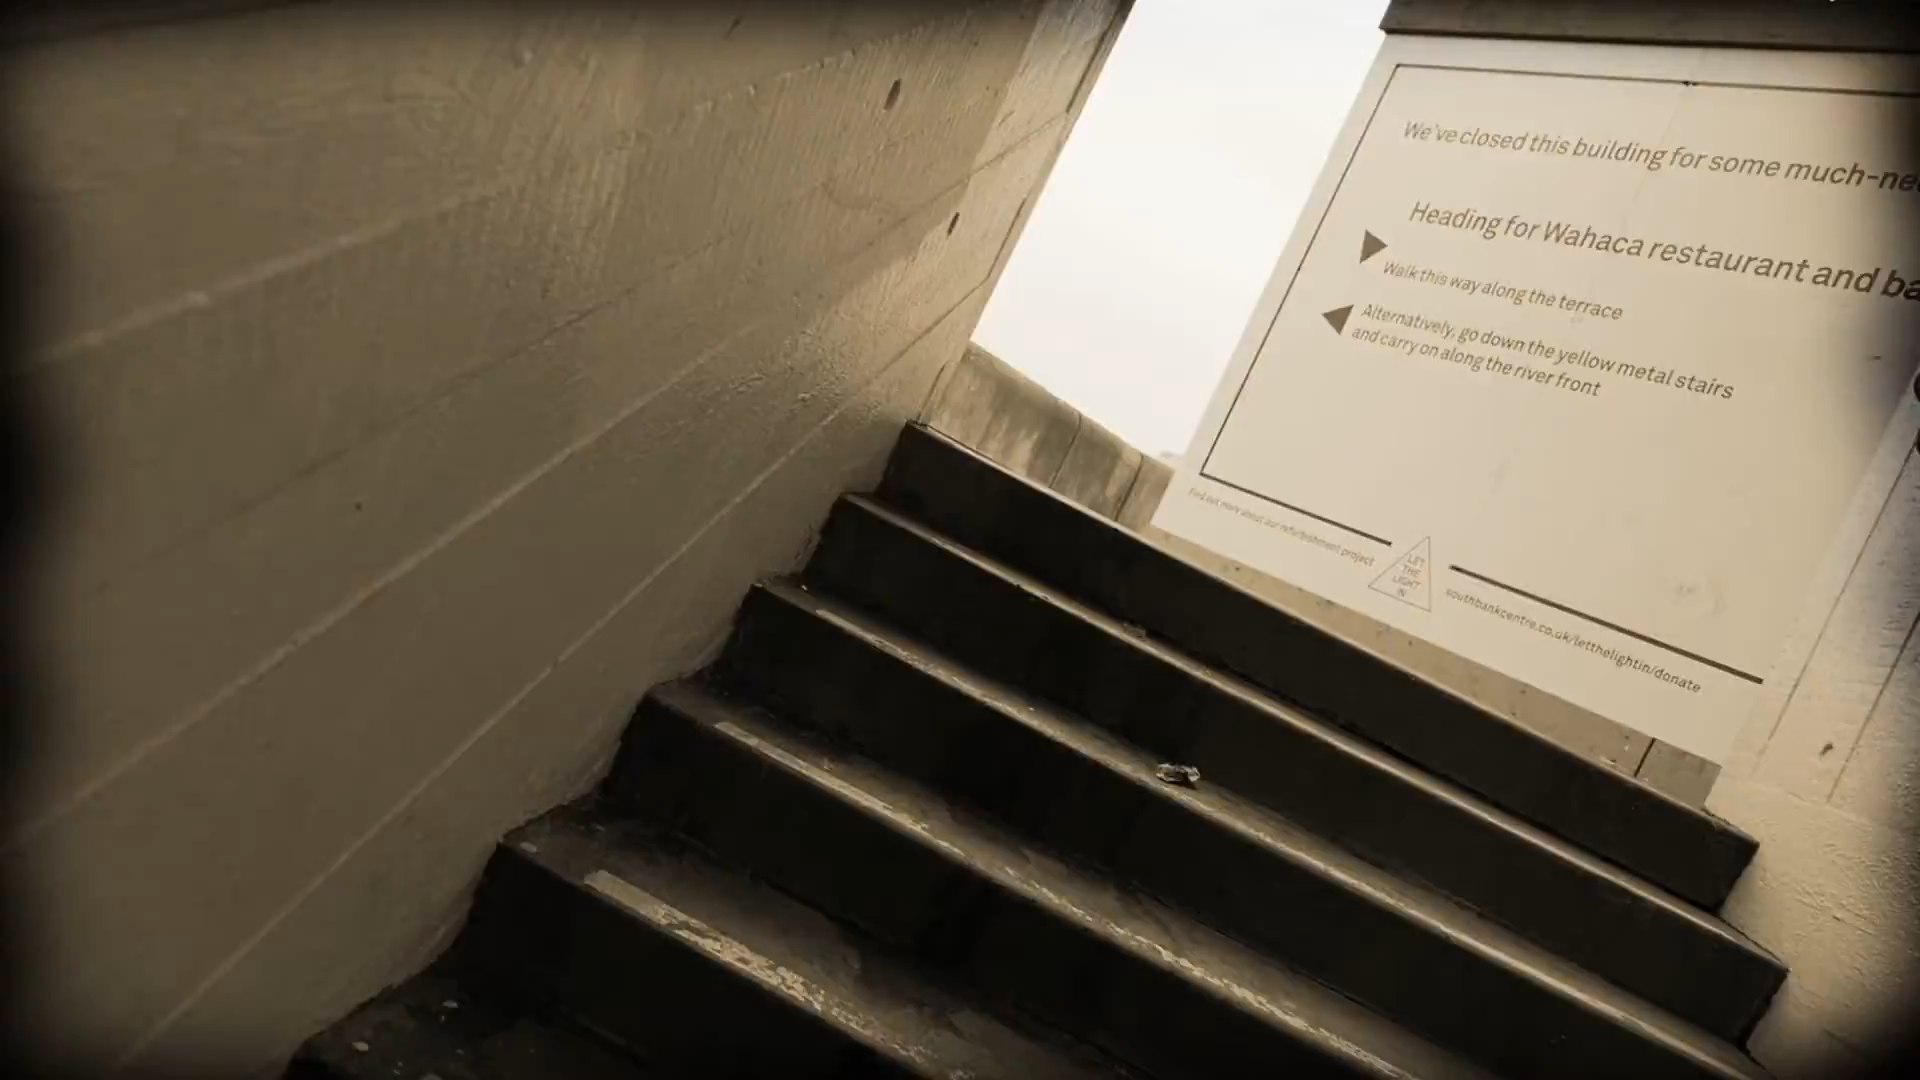 We've closed this building for some much-nee
Heading for Wahaca restaurant and ba
Walk this way along the terrace
Alternatively, go down the yellow metal stairs
and carry on along the river front
Find out more about our refurbishment project
LET
THE
LIGHT
IN
southbankcentre.co.uk/letthelightin/donate